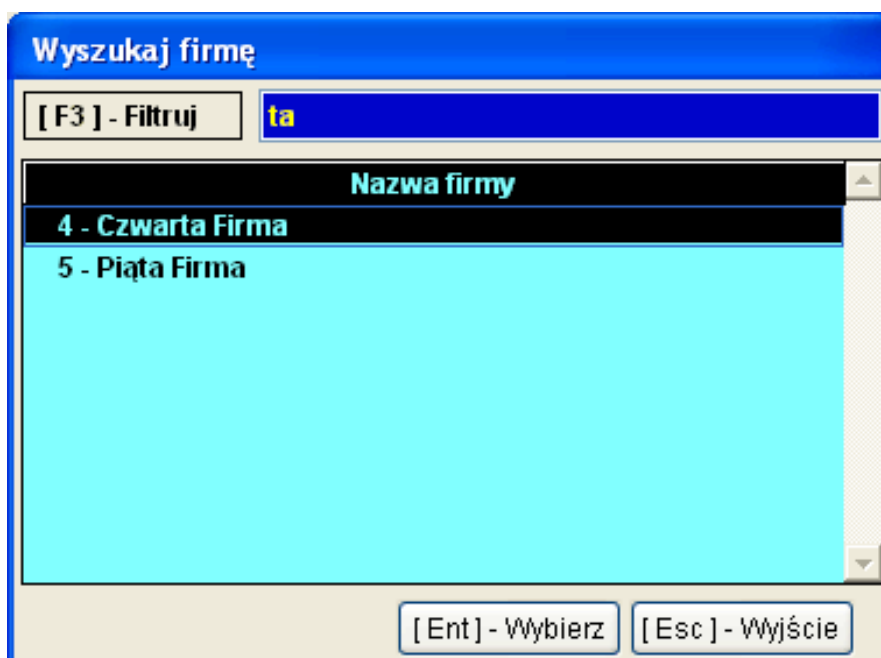 Wyszukaj firmę
[ F3 ] - Filtruj ta
Nazwa firmy
4 - Czwarta Firma
5 - Piąta Firma
[ Ent ] - Wybierz [ Esc ] - Wyjście